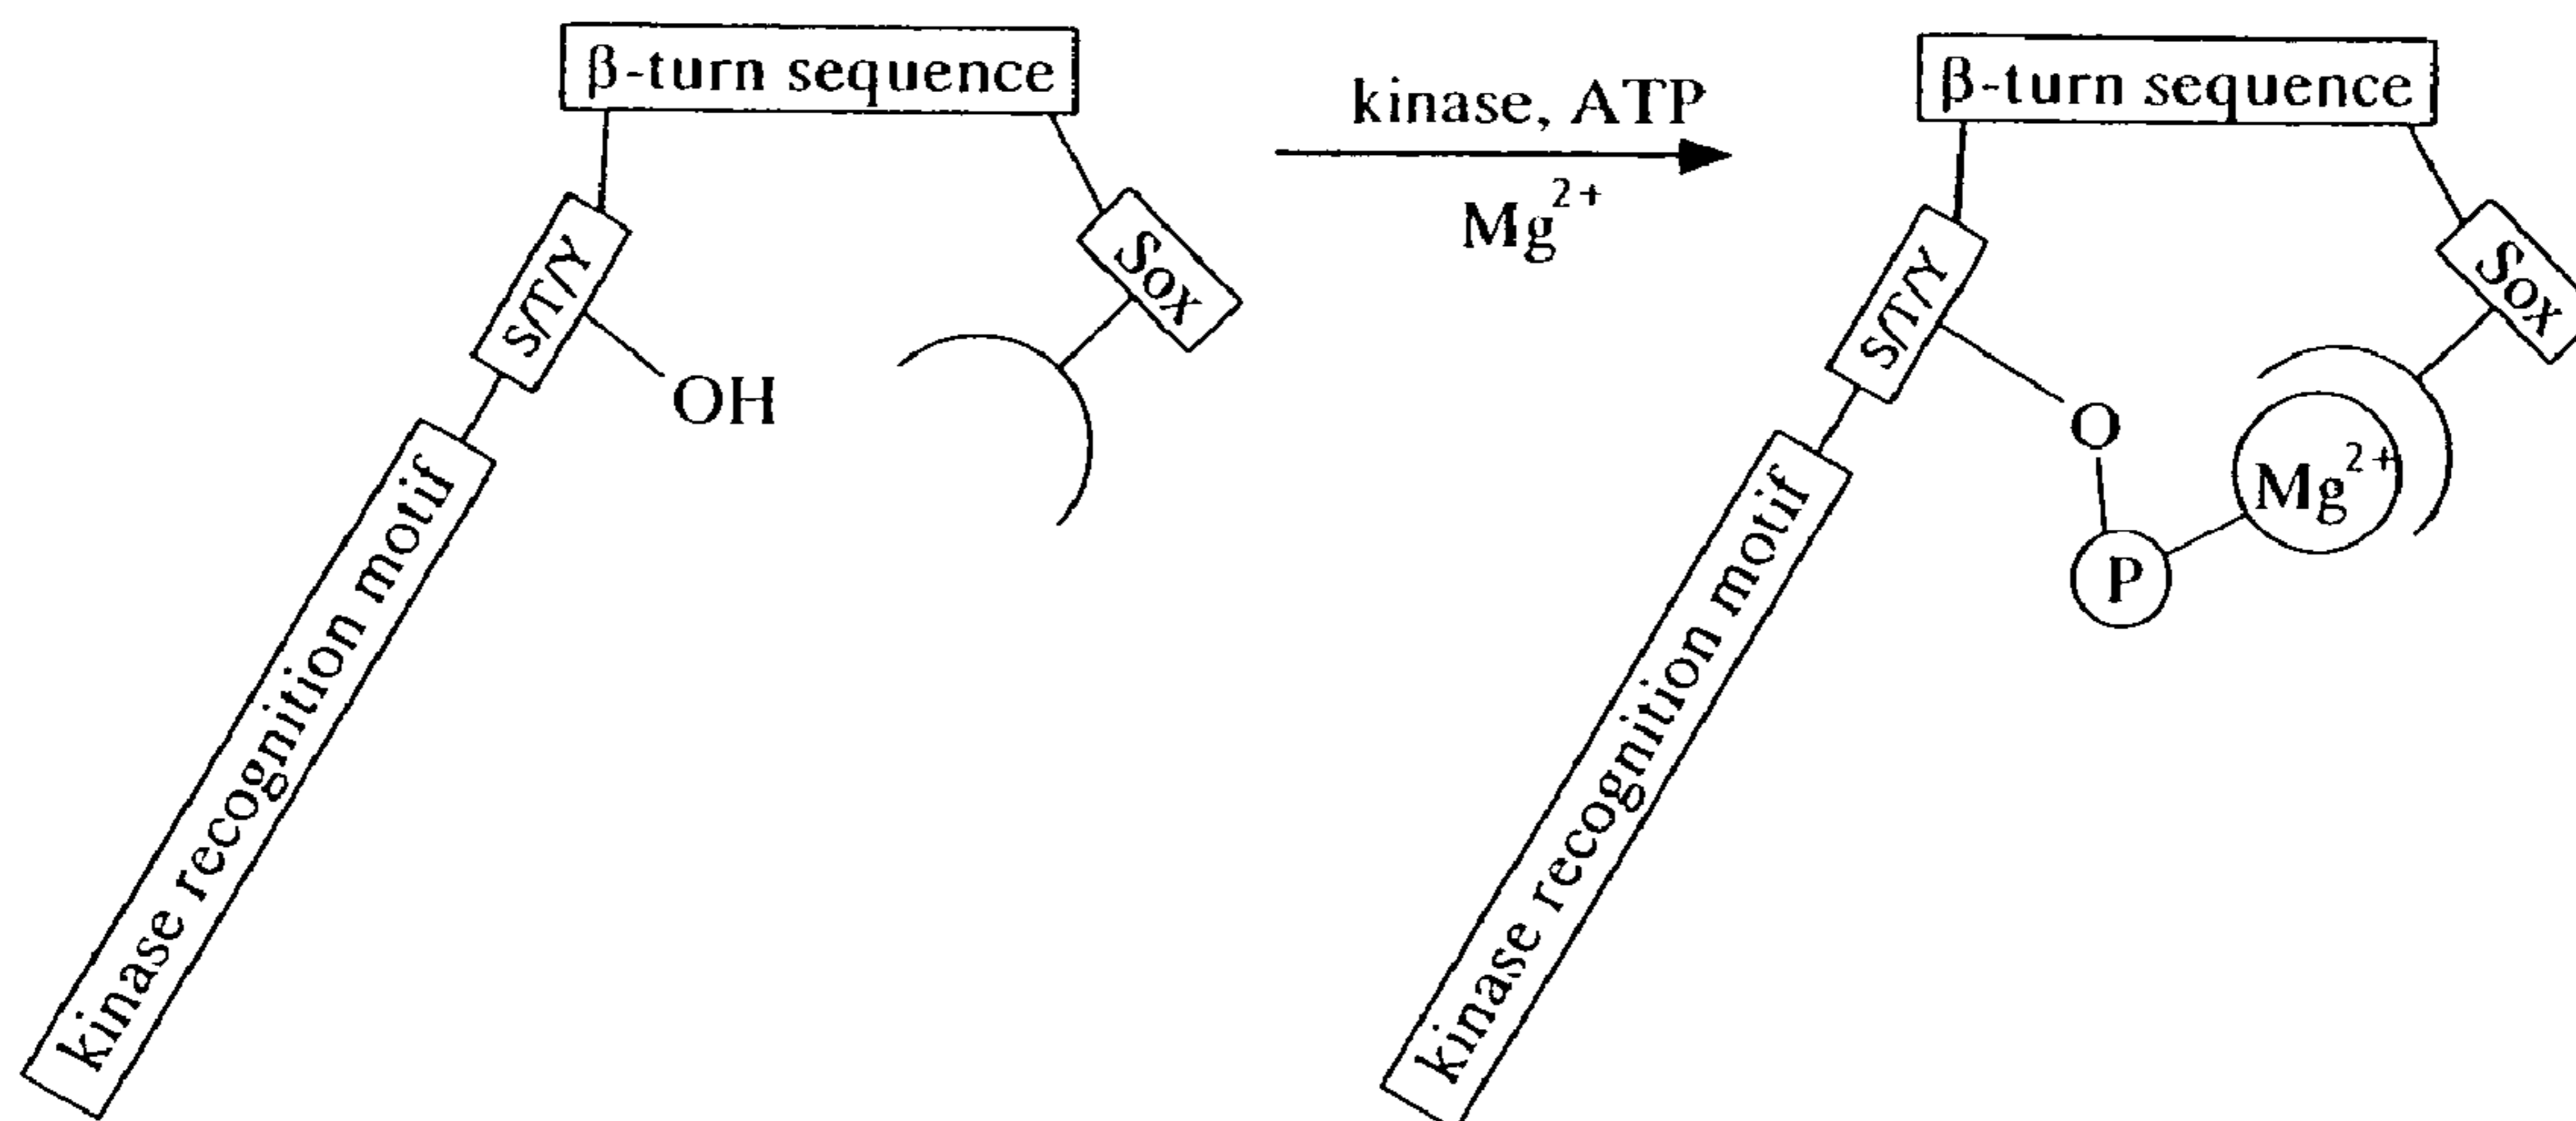 β-turn sequence
S/T/Y
Sox
OH
kinase recognition motif
kinase, ATP
Mg²⁺
β-turn sequence
S/T/Y
Sox
O
P
Mg²⁺
kinase recognition motif